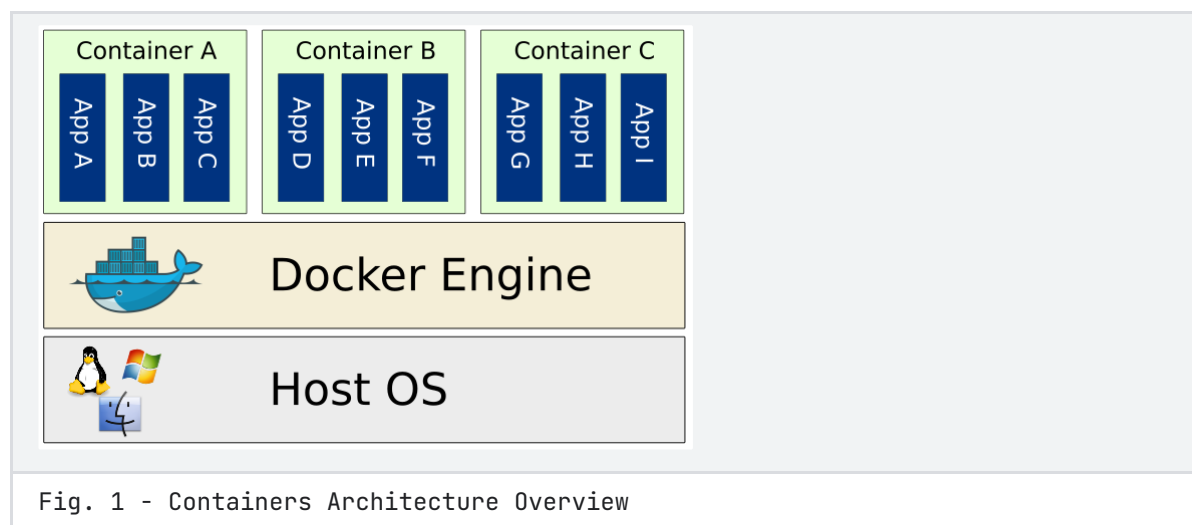 Container A
App A
App B
App C
Container B
App D
App E
App F
Container C
App G
App H
App I
Docker Engine
Host OS
Fig. 1 - Containers Architecture Overview